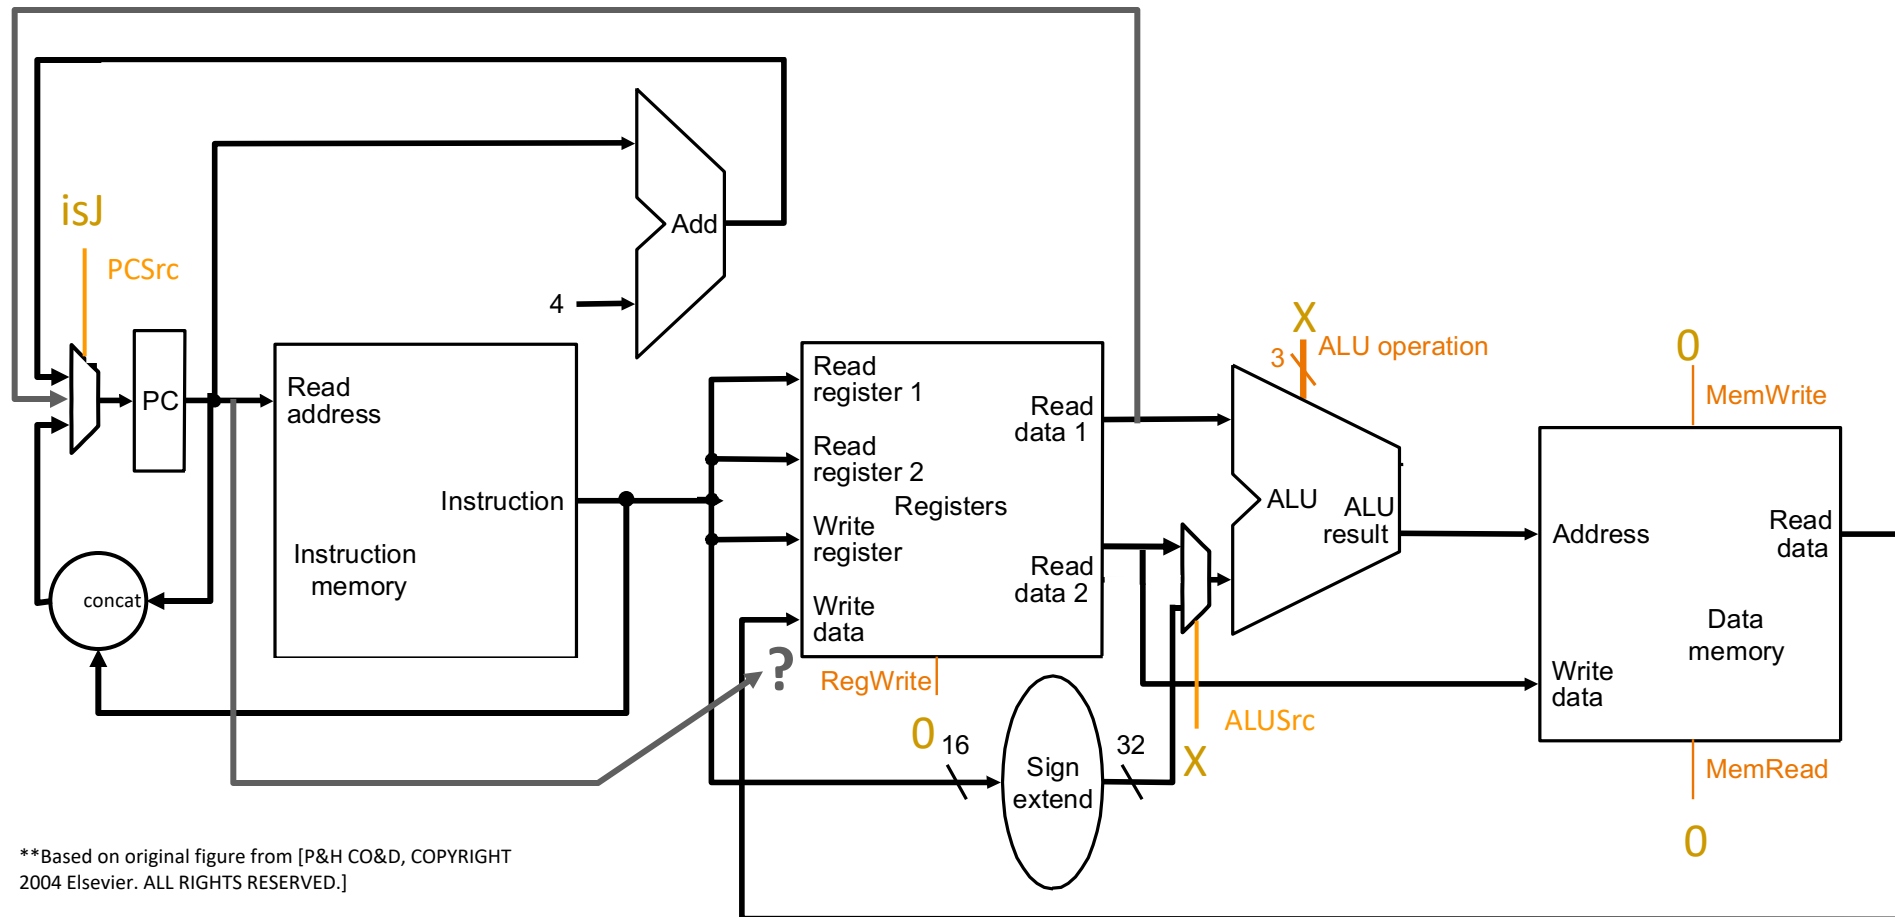 isJ
PCSrc
Add
4
PC
Read
address
Instruction
Instruction
memory
concat
Read
register 1
Read
register 2
Write
register
Write
data
Registers
Read
data 1
Read
data 2
?
RegWrite
0
16
Sign
extend
32
X
3
ALU operation
ALU
ALU
result
ALUSrc
X
0
MemWrite
Address
Read
data
Data
memory
Write
data
MemRead
0
**Based on original figure from [P&H CO&D, COPYRIGHT
2004 Elsevier. ALL RIGHTS RESERVED.]